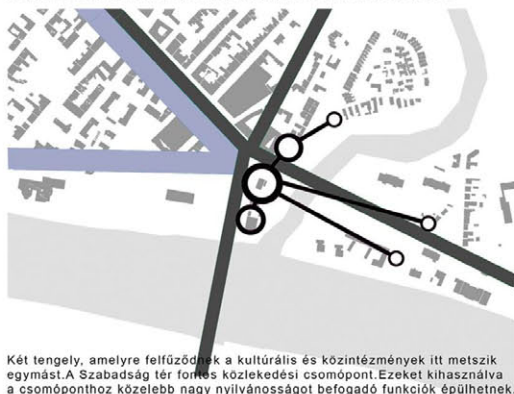 Két tengely, amelyre felfűződnek a kultúrális és közintézmények itt metszik
egymást.A Szabadság tér fontos közlekedési csomópont.Ezeket kihasználva
a csomóponthoz közelebb nagy nyilvánosságot befogadó funkciók épülhetnek.